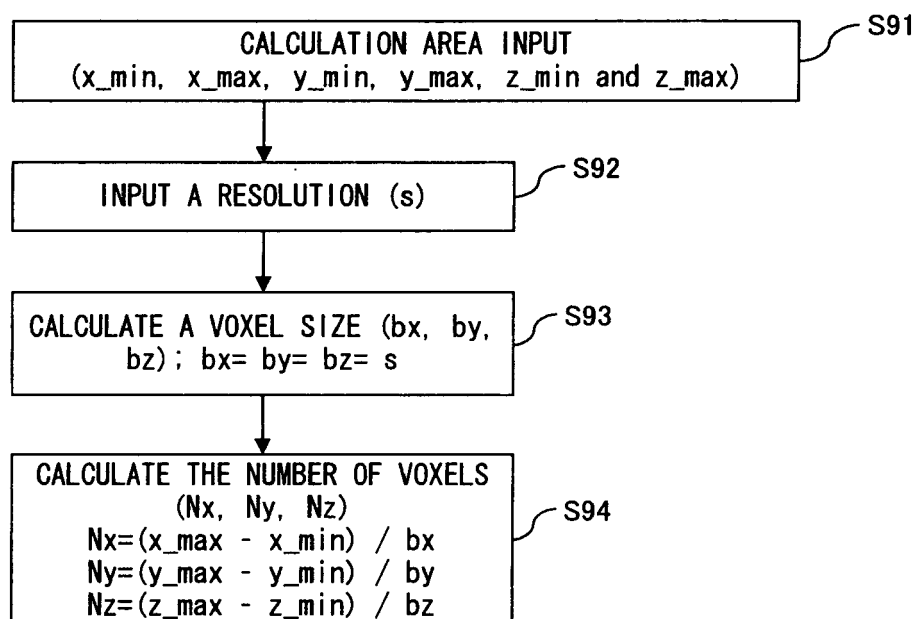 CALCULATION AREA INPUT
(x_min, x_max, y_min, y_max, z_min and z_max)
S91
INPUT A RESOLUTION (s)
S92
CALCULATE A VOXEL SIZE (bx, by,
bz); bx= by= bz= s
S93
CALCULATE THE NUMBER OF VOXELS
(Nx, Ny, Nz)
Nx=(x_max - x_min) / bx
Ny=(y_max - y_min) / by
Nz=(z_max - z_min) / bz
S94